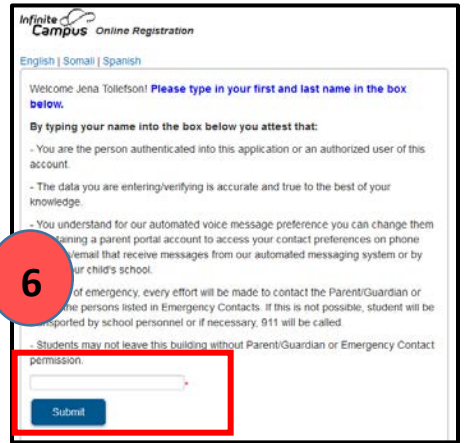 Infinite
Campus Online Registration
English | Somali | Spanish
Welcome Jena Tollefson! Please type in your first and last name in the box
below.
By typing your name into the box below you attest that:
- You are the person authenticated into this application or an authorized user of this
account.
- The data you are entering/verifying is accurate and true to the best of your
knowledge.
- You understand for our automated voice message preference you can change them
taining a parent portal account to access your contact preferences on phone
/email that receive messages from our automated messaging system or by
ur child's school.
6
of emergency, every effort will be made to contact the Parent/Guardian or
the persons listed in Emergency Contacts. If this is not possible, student will be
nsported by school personnel or if necessary, 911 will be called.
- Students may not leave this building without Parent/Guardian or Emergency Contact
permission.
*
Submit